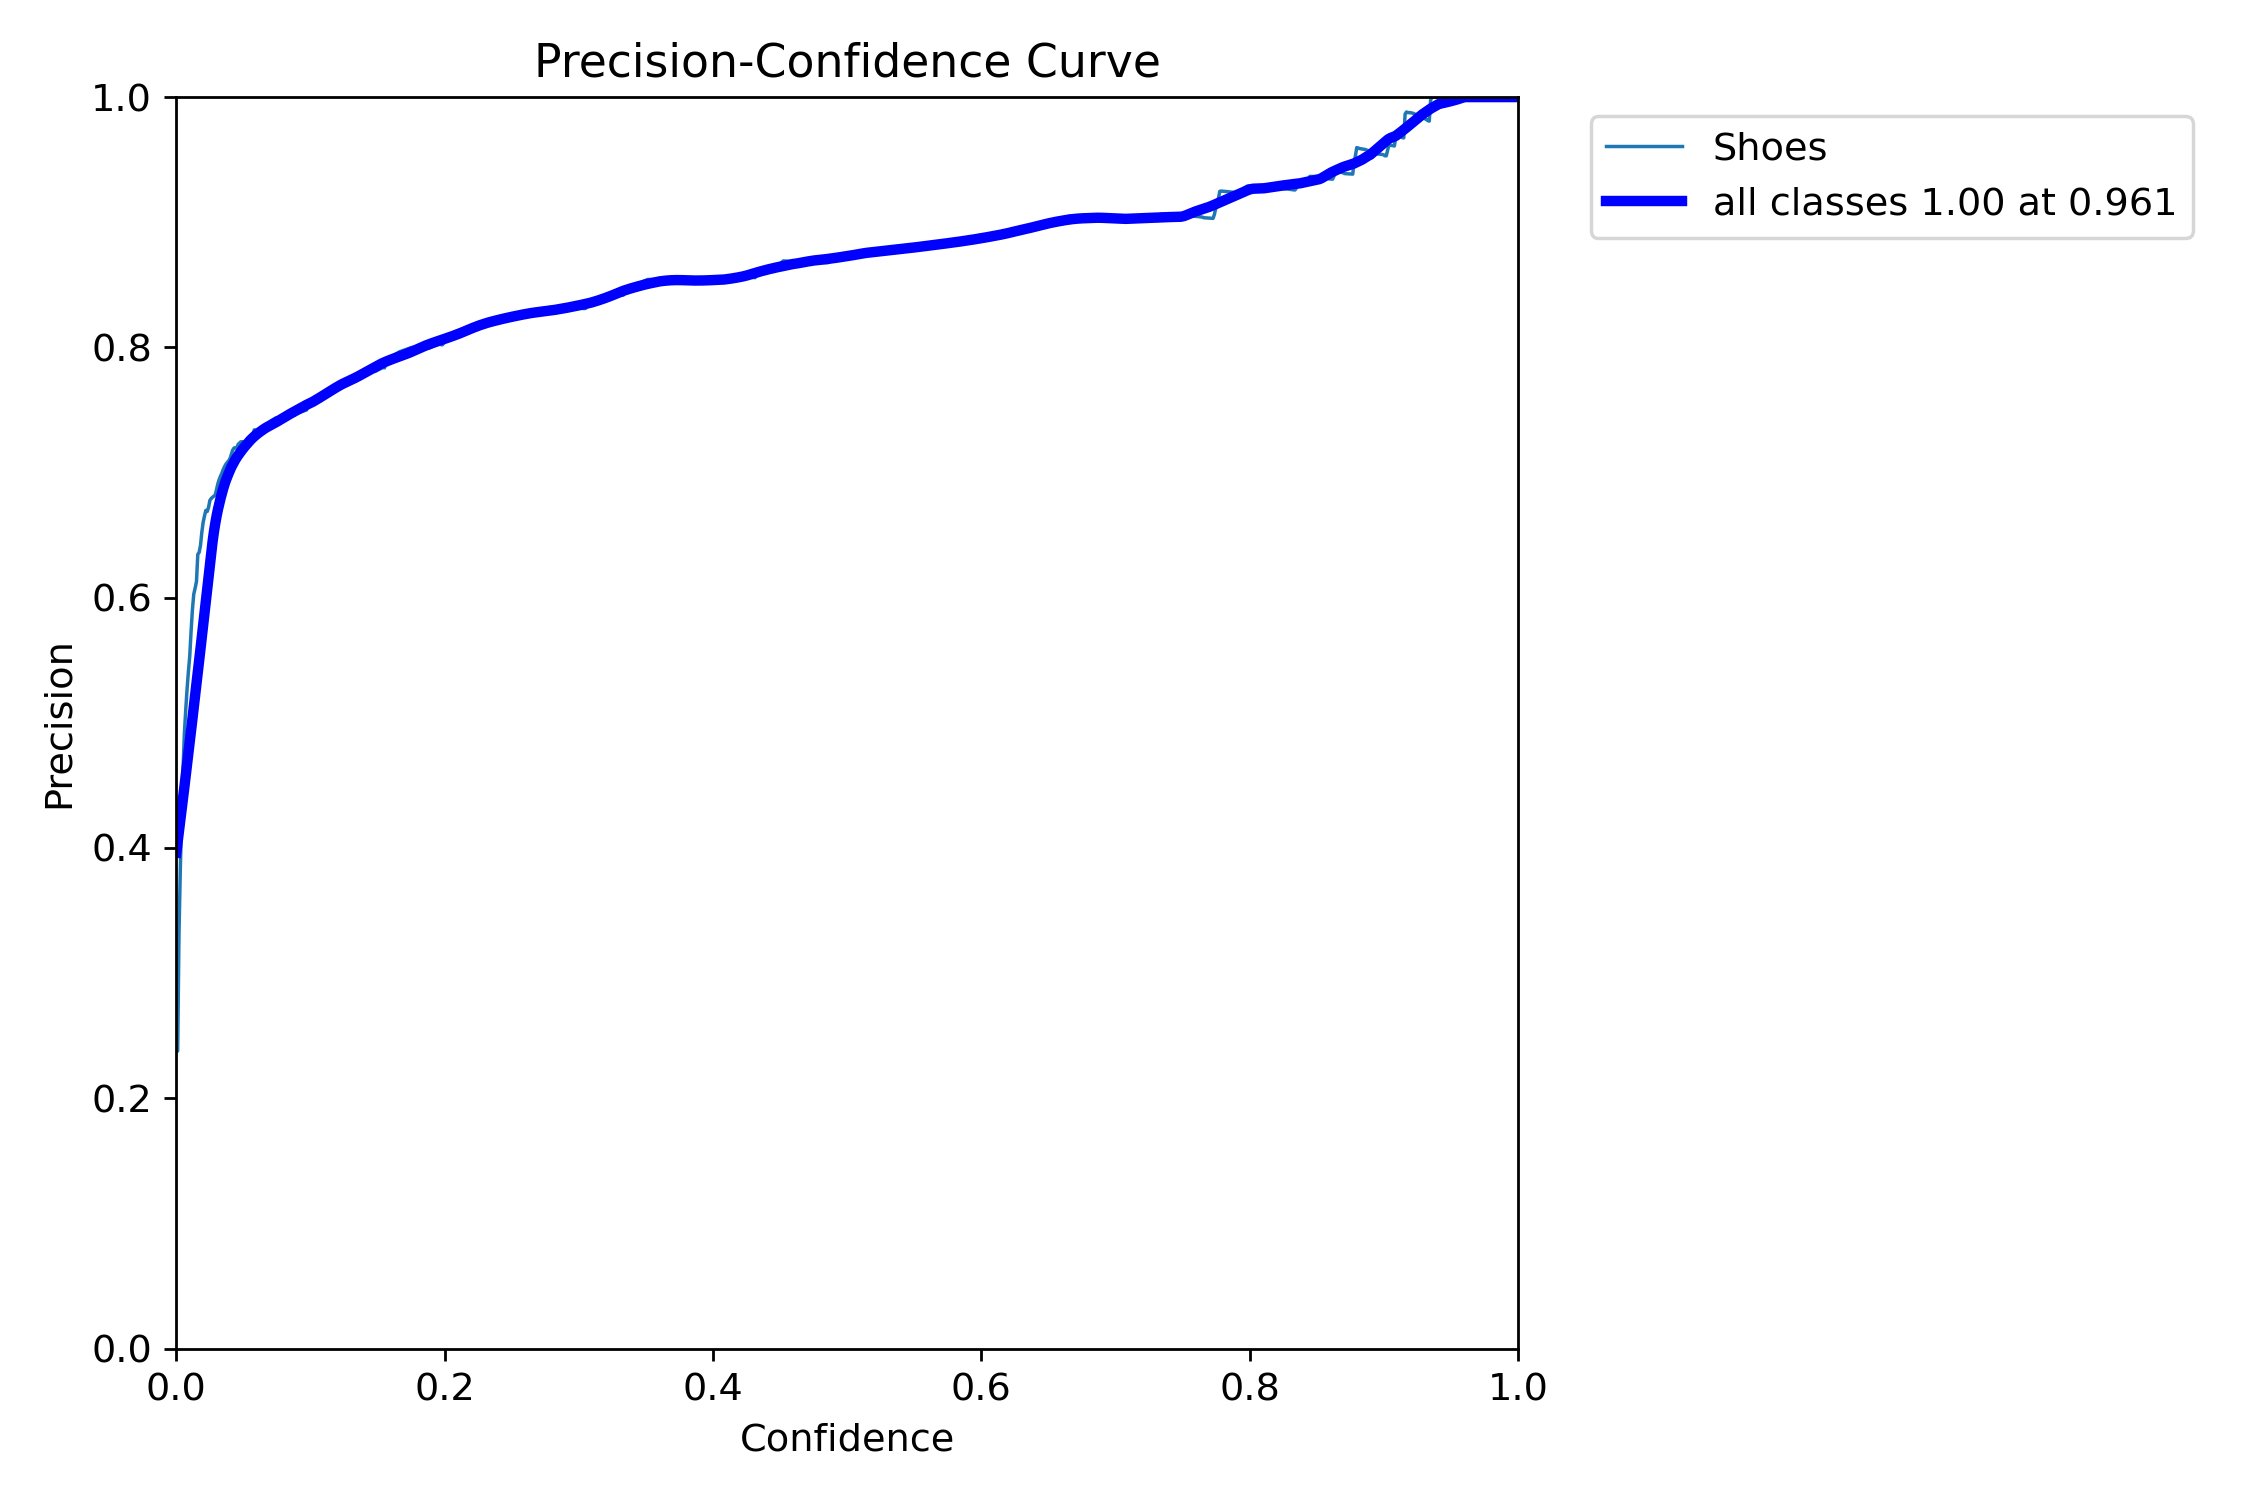 Precision-Confidence Curve
1.0
0.8
0.6
0.4
0.2
0.0
Precision
0.0 0.2 0.4 0.6 0.8 1.0
Confidence
Shoes
all classes 1.00 at 0.961